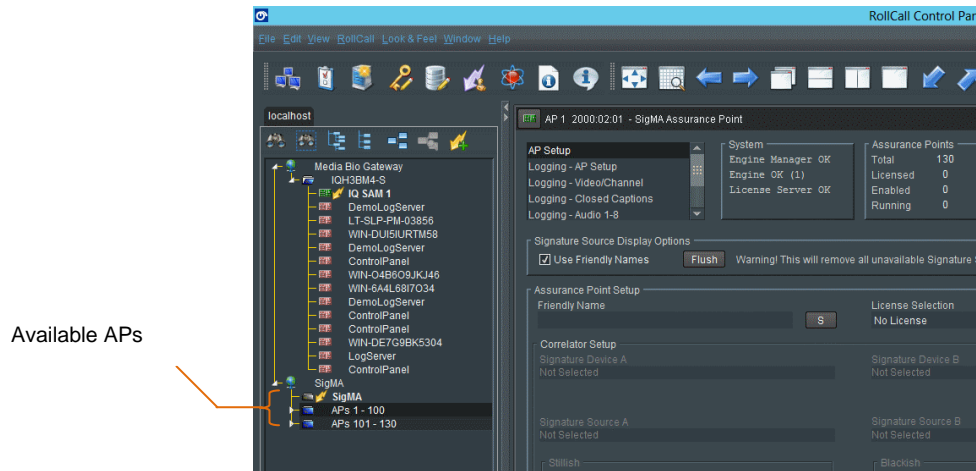 RollCall Control Par
File Edit View RollCall Look & Feel Window Help
localhost
AP 1 2000:02:01 - SigMA Assurance Point
Media Bio Gateway
IQH3BM4-S
IQ SAM 1
DemoLogServer
LT-SLP-PM-03856
WIN-DUI5IURTM58
DemoLogServer
ControlPanel
WIN-O4B6O9JKJ46
WIN-6A4L68I7O34
DemoLogServer
ControlPanel
ControlPanel
WIN-DE7G9BK5304
LogServer
ControlPanel
SigMA
SigMA
APs 1 - 100
APs 101 - 130
Available APs
AP Setup
Logging - AP Setup
Logging - Video/Channel
Logging - Closed Captions
Logging - Audio 1-8
System
Engine Manager OK
Engine OK (1)
License Server OK
Assurance Points
Total 130
Licensed 0
Enabled 0
Running 0
Signature Source Display Options
Use Friendly Names Flush Warning! This will remove all unavailable Signature
Assurance Point Setup
Friendly Name License Selection
S No License
Correlator Setup
Signature Device A Signature Device B
Not Selected Not Selected
Signature Source A Signature Source B
Not Selected Not Selected
Stillish Blackish